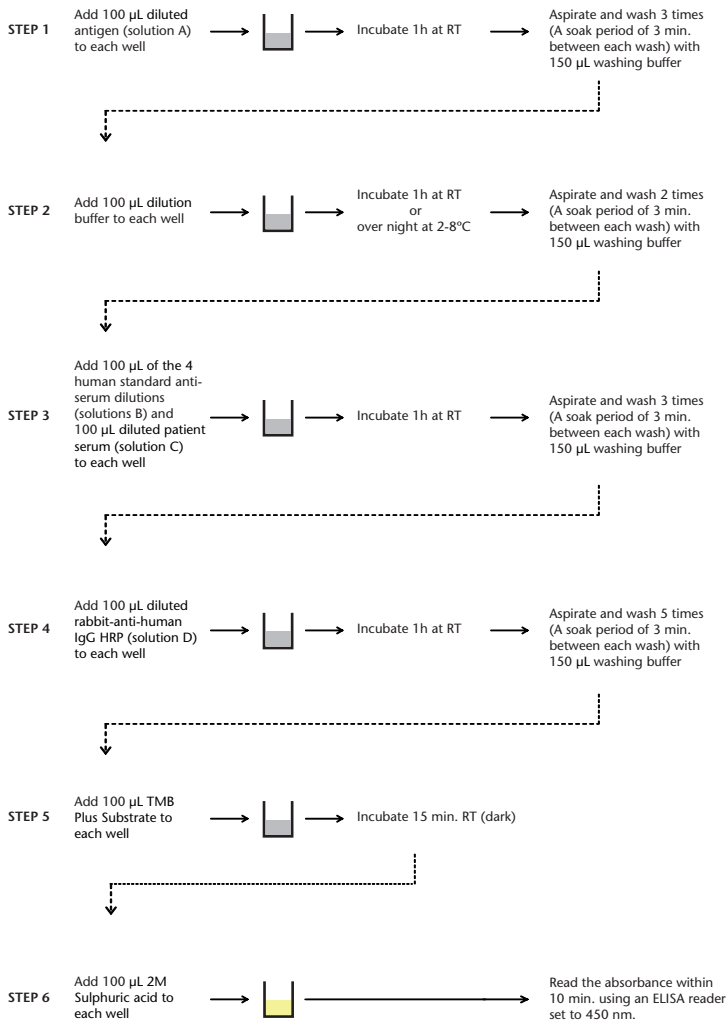 STEP 1
Add 100 µL diluted
antigen (solution A)
to each well
Incubate 1h at RT
Aspirate and wash 3 times
(A soak period of 3 min.
between each wash) with
150 µL washing buffer
STEP 2
Add 100 µL dilution
buffer to each well
Incubate 1h at RT
or
over night at 2-8ºC
Aspirate and wash 2 times
(A soak period of 3 min.
between each wash) with
150 µL washing buffer
STEP 3
Add 100 µL of the 4
human standard anti-
serum dilutions
(solutions B) and
100 µL diluted patient
serum (solution C)
to each well
Incubate 1h at RT
Aspirate and wash 3 times
(A soak period of 3 min.
between each wash) with
150 µL washing buffer
STEP 4
Add 100 µL diluted
rabbit-anti-human
IgG HRP (solution D)
to each well
Incubate 1h at RT
Aspirate and wash 5 times
(A soak period of 3 min.
between each wash) with
150 µL washing buffer
STEP 5
Add 100 µL TMB
Plus Substrate to
each well
Incubate 15 min. RT (dark)
STEP 6
Add 100 µL 2M
Sulphuric acid to
each well
Read the absorbance within
10 min. using an ELISA reader
set to 450 nm.